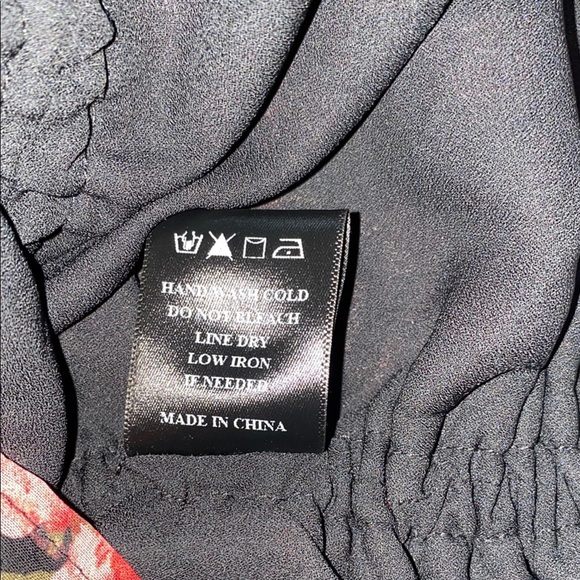 HAND WASH COLD
DO NOT BLEACH
LINE DRY
LOW IRON
IF NEEDED
MADE IN CHINA